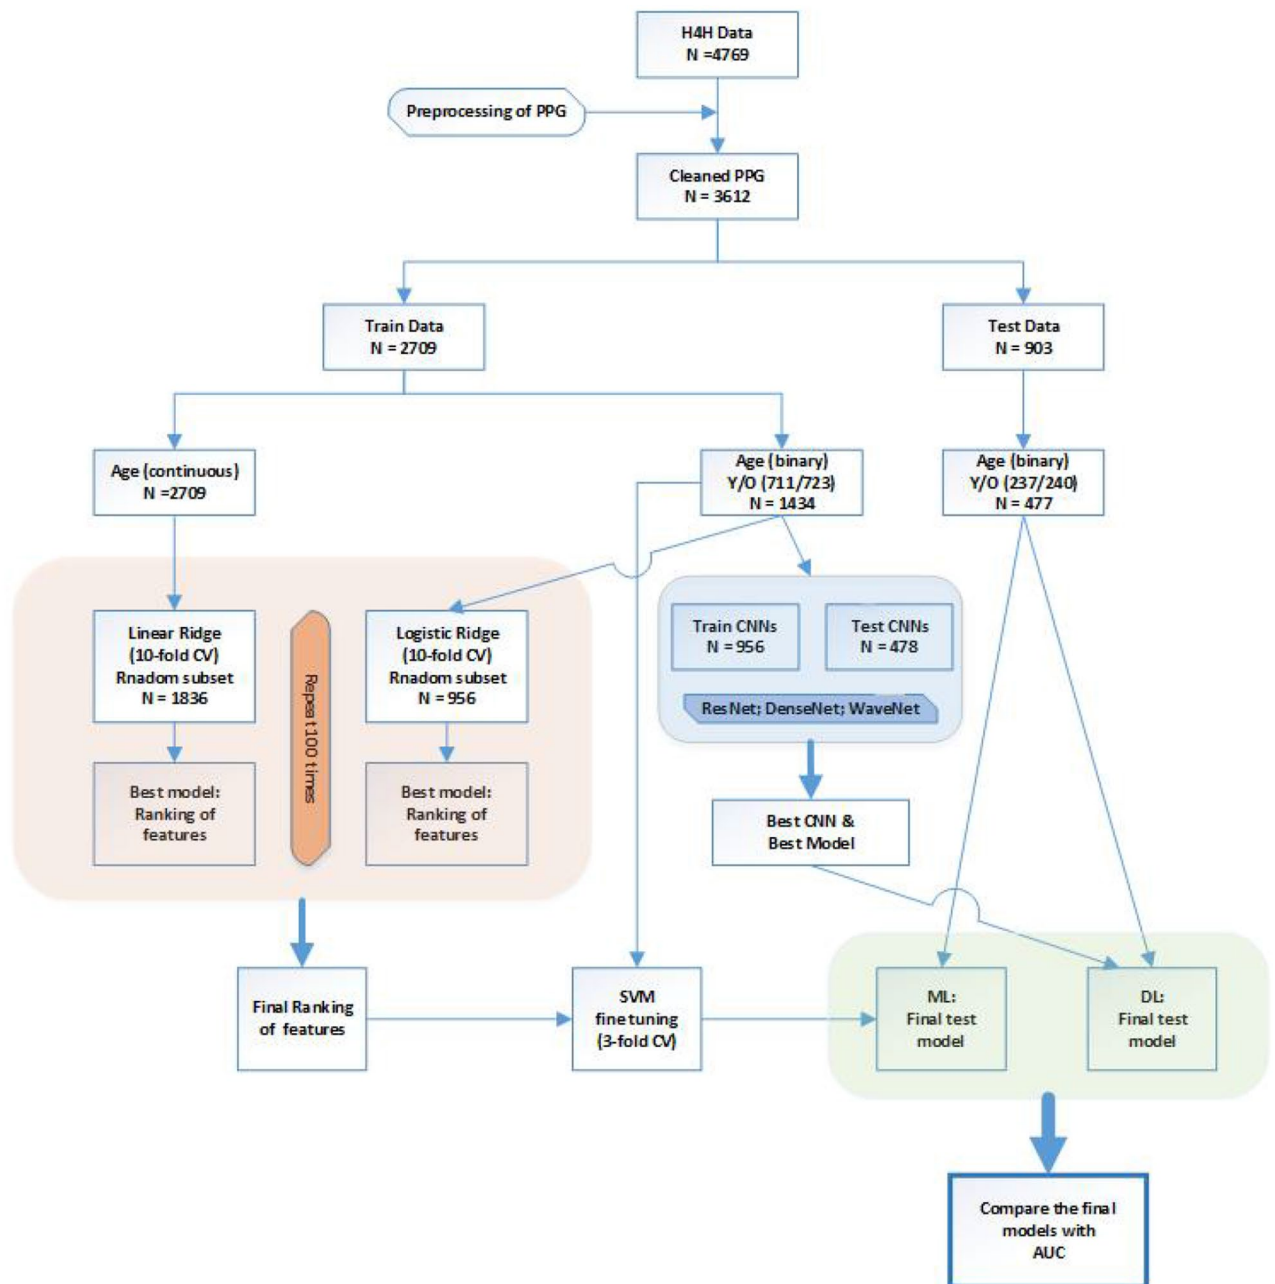 H4H Data
N =4769
Preprocessing of PPG
Cleaned PPG
N = 3612
Train Data
N = 2709
Test Data
N = 903
Age (continuous)
N =2709
Age (binary)
Y/O (711/723)
N = 1434
Age (binary)
Y/O (237/240)
N = 477
Linear Ridge
(10-fold CV)
Rnadom subset
N = 1836
Repeat100 times
Logistic Ridge
(10-fold CV)
Rnadom subset
N = 956
Train CNNs
N = 956
Test CNNs
N = 478
ResNet; DenseNet; WaveNet
Best model:
Ranking of
features
Best model:
Ranking of
features
Best CNN &
Best Model
Final Ranking
of features
SVM
fine tuning
(3-fold CV)
ML:
Final test
model
DL:
Final test
model
Compare the final
models with
AUC